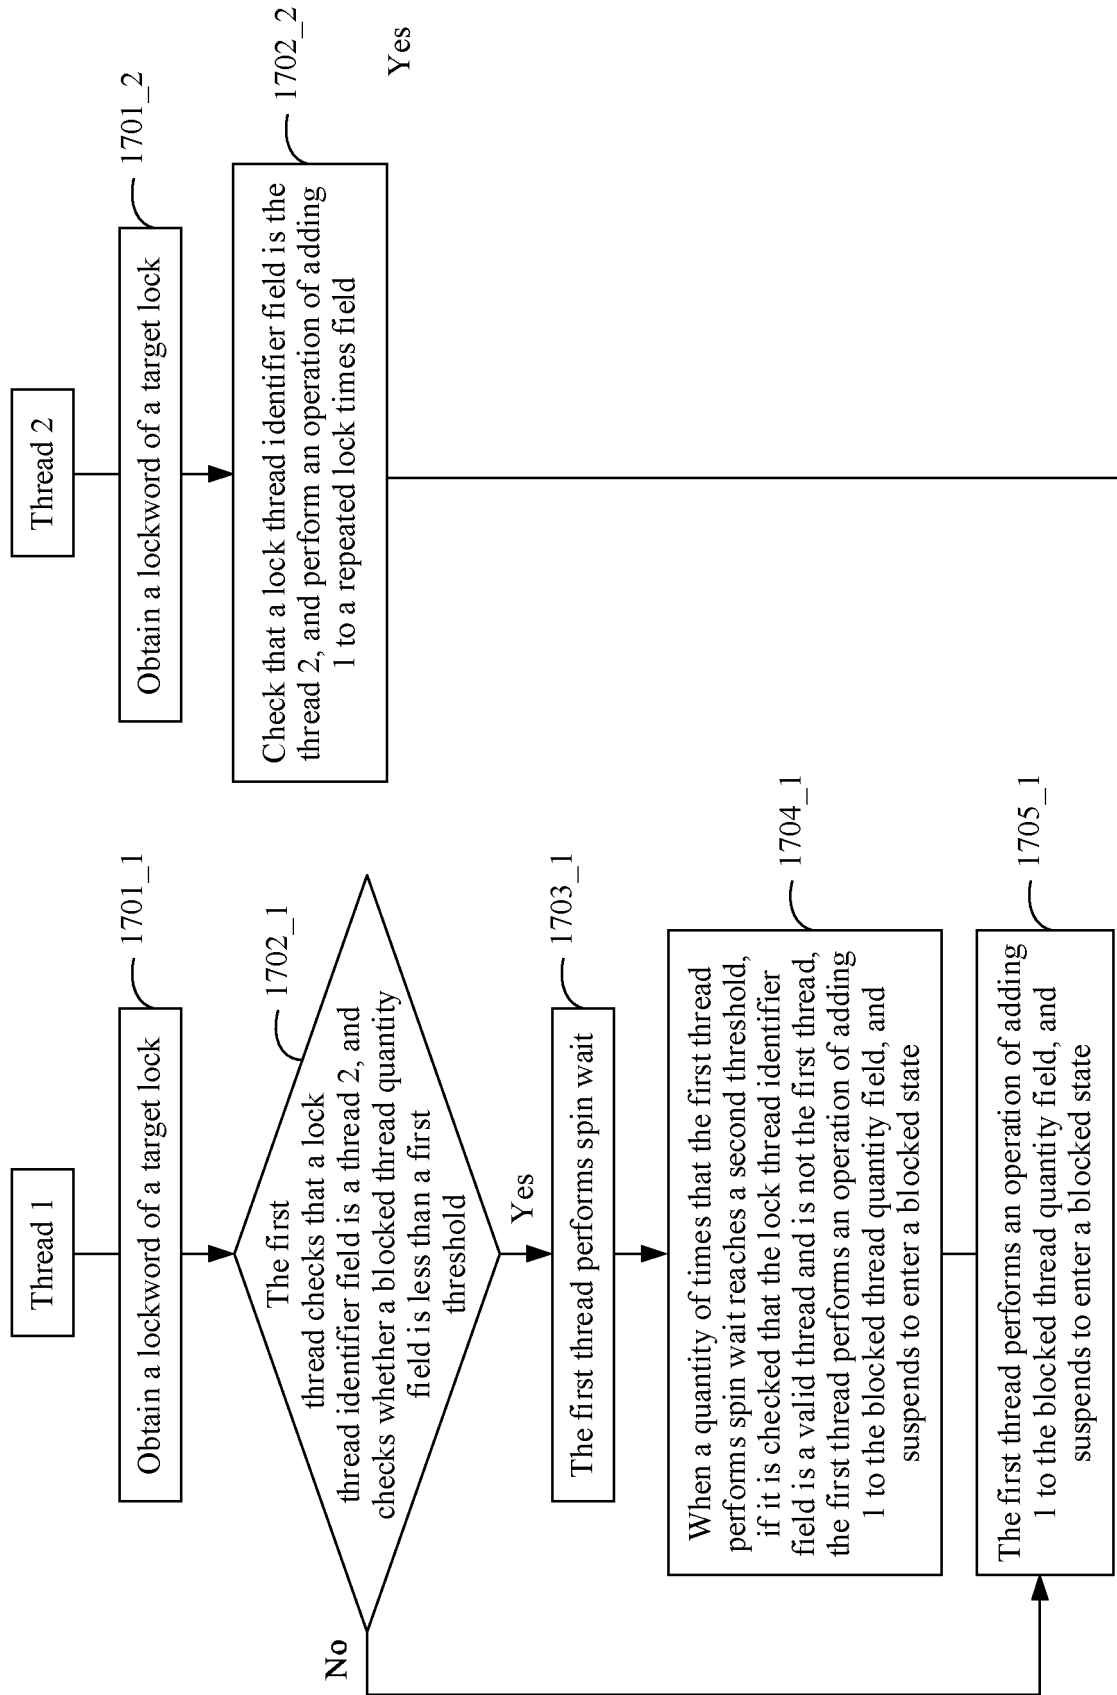 Thread 1
Obtain a lockword of a target lock
1701_1
The first
thread checks that a lock
thread identifier field is a thread 2, and
checks whether a blocked thread quantity
field is less than a first
threshold
1702_1
No
Yes
The first thread performs spin wait
1703_1
When a quantity of times that the first thread
performs spin wait reaches a second threshold,
if it is checked that the lock thread identifier
field is a valid thread and is not the first thread,
the first thread performs an operation of adding
1 to the blocked thread quantity field, and
suspends to enter a blocked state
1704_1
The first thread performs an operation of adding
1 to the blocked thread quantity field, and
suspends to enter a blocked state
1705_1
Thread 2
Obtain a lockword of a target lock
1701_2
Check that a lock thread identifier field is the
thread 2, and perform an operation of adding
1 to a repeated lock times field
1702_2
Yes